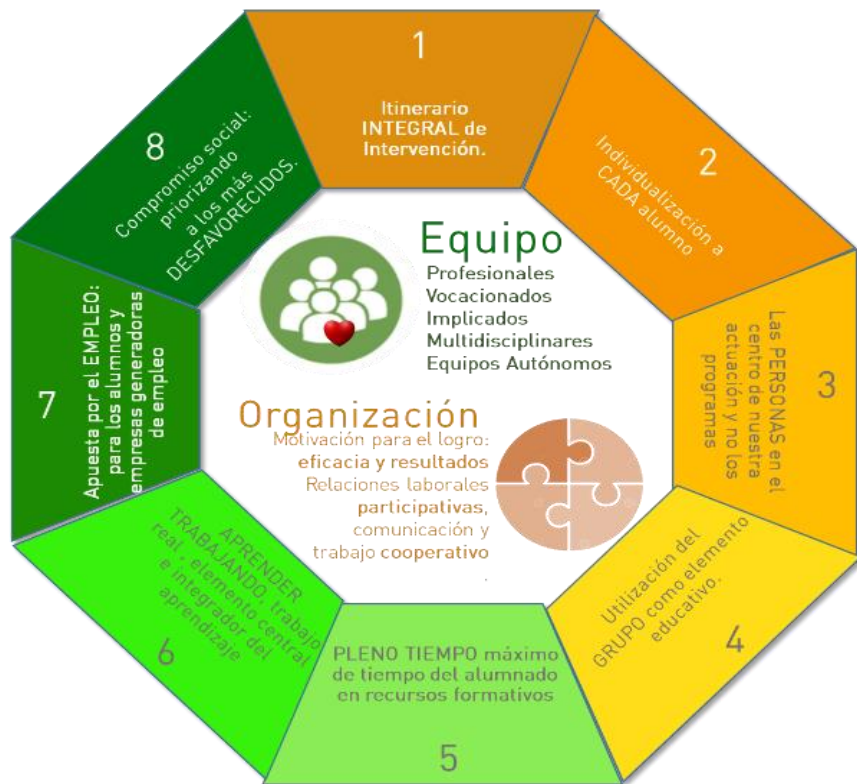 1
Itinerario
INTEGRAL de
Intervención.
2
Individualización a
CADA alumno
3
Las PERSONAS en el
centro de nuestra
actuación y no los
programas
4
Utilización del
GRUPO como elemento
educativo.
PLENO TIEMPO máximo
de tiempo del alumnado
en recursos formativos
5
6
APRENDER
TRABAJANDO, trabajo
real , elemento central
e integrador del
aprendizaje
7
Apuesta por el EMPLEO:
para los alumnos y
empresas generadoras
de empleo
8
Compromiso social:
priorizando
a los más
DESFAVORECIDOS.
Equipo
Profesionales
Vocacionados
Implicados
Multidisciplinares
Equipos Autónomos
Organización
Motivación para el logro:
eficacia y resultados
Relaciones laborales
participativas,
comunicación y
trabajo cooperativo
.